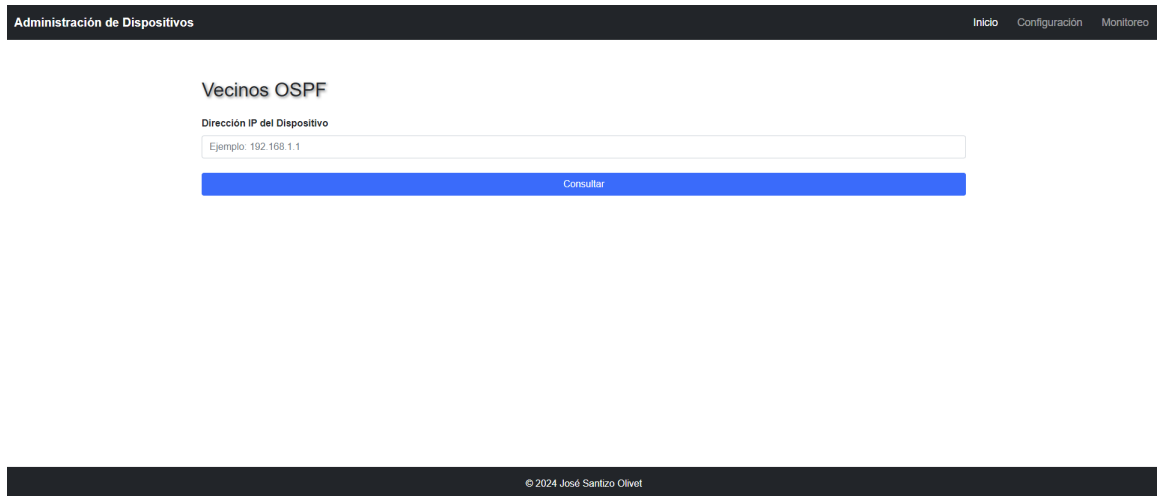 Administración de Dispositivos
Inicio Configuración Monitoreo
Vecinos OSPF
Dirección IP del Dispositivo
Ejemplo: 192.168.1.1
Consultar
© 2024 José Santizo Olivet